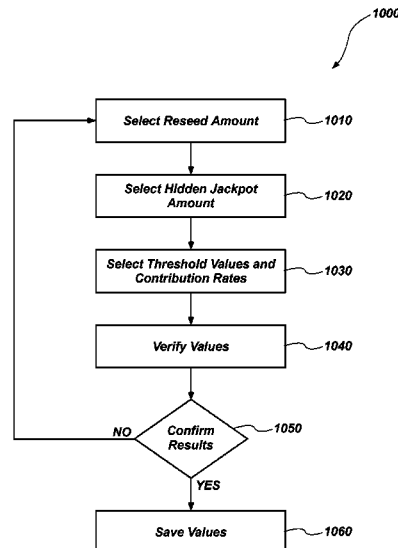 1000
Select Reseed Amount
1010
Select Hidden Jackpot
Amount
1020
Select Threshold Values and
Contribution Rates
1030
Verify Values
1040
Confirm
Results
1050
NO
YES
Save Values
1060